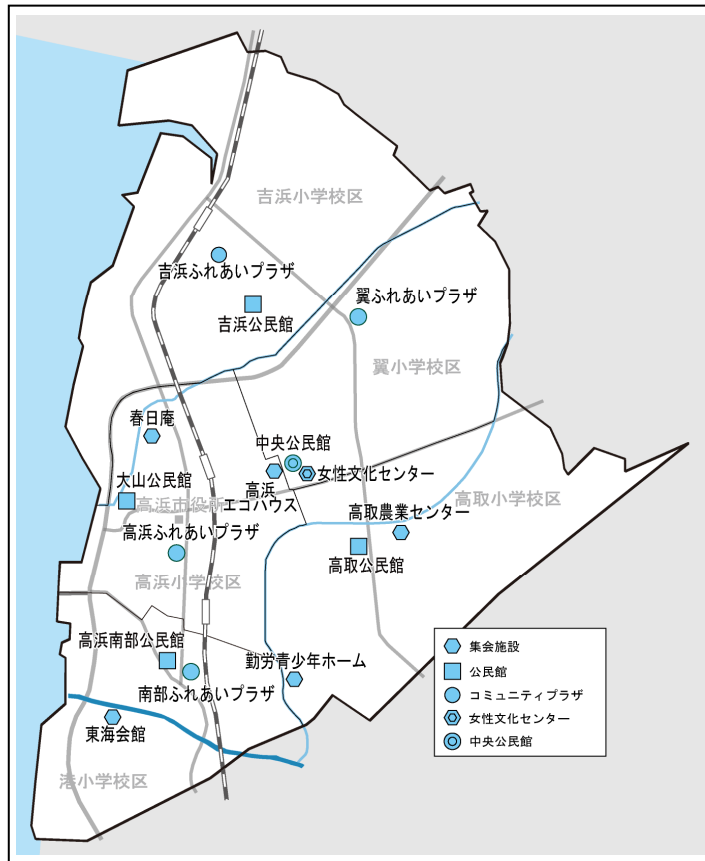 吉浜小学校区
吉浜ふれあいプラザ
翼ふれあいプラザ
吉浜公民館
翼小学校区
春日庵
中央公民館
高浜
エコハウス
女性文化センター
大山公民館
高浜市役所
高取小学校区
高取農業センター
高浜ふれあいプラザ
高取公民館
高浜小学校区
高浜南部公民館
勤労青少年ホーム
南部ふれあいプラザ
東海会館
港小学校区
集会施設
公民館
コミュニティプラザ
女性文化センター
中央公民館